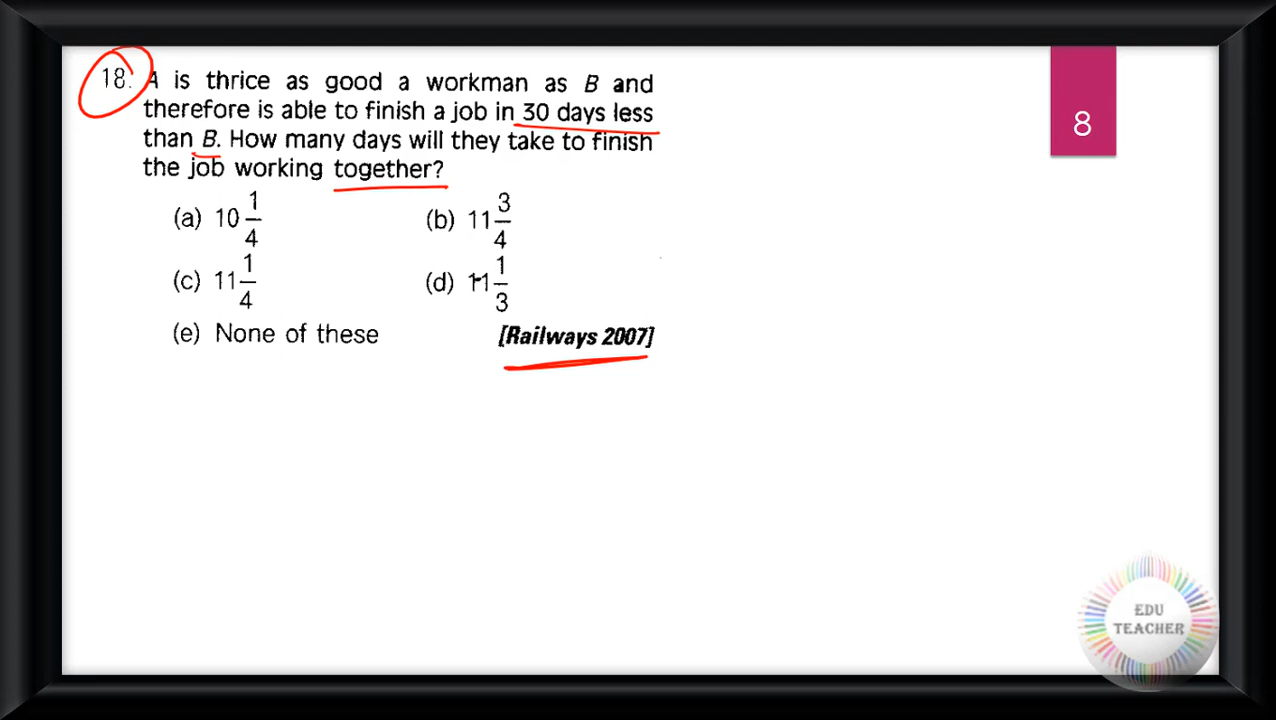 8
18. A is thrice as good a workman as B and
therefore is able to finish a job in 30 days less
than B. How many days will they take to finish
the job working together?
(a) 10 1/4 (b) 11 3/4
(c) 11 1/4 (d) 11 1/3
(e) None of these [Railways 2007]
EDU
TEACHER